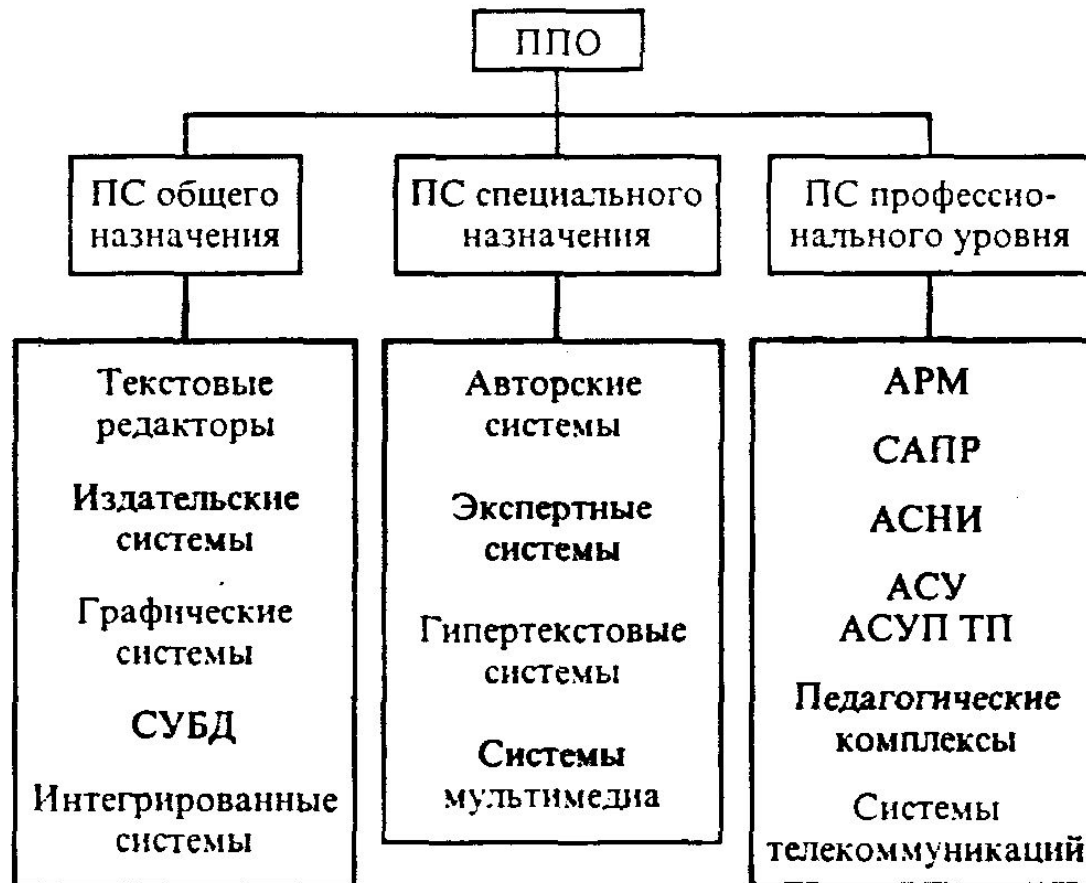 ППО
ПС общего
назначения
ПС специального
назначения
ПС профессио-
нального уровня
Текстовые
редакторы
Издательские
системы
Графические
системы
СУБД
Интегрированные
системы
Авторские
системы
Экспертные
системы
Гипертекстовые
системы
Системы
мультимедиа
АРМ
САПР
АСНИ
АСУ
АСУП ТП
Педагогические
комплексы
Системы
телекоммуникаций